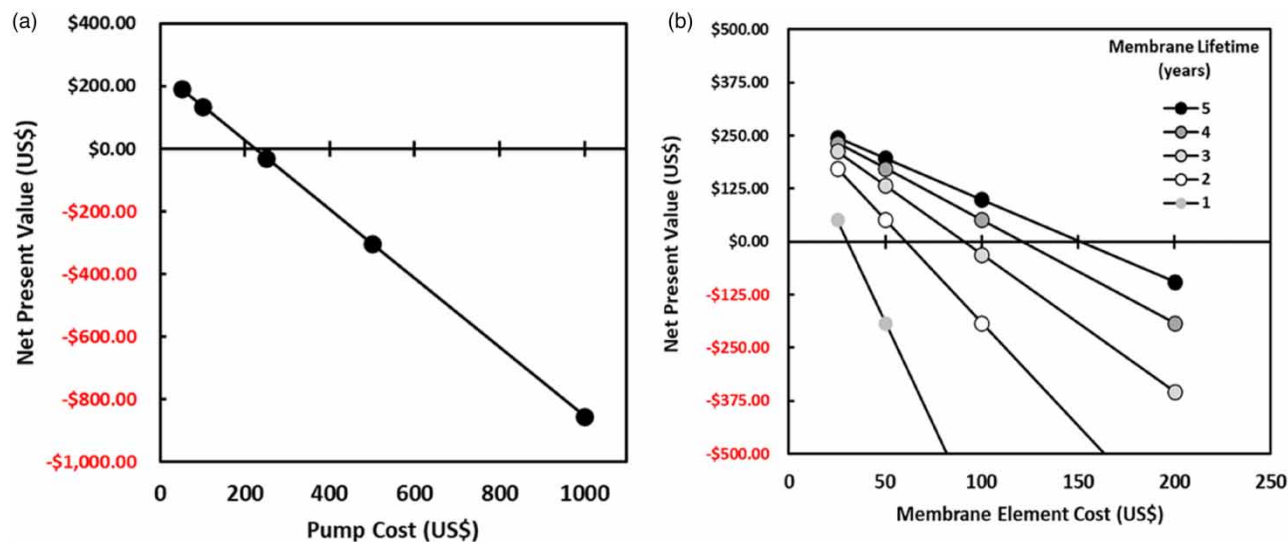 (a)
$400.00
$200.00
$0.00
-$200.00
-$400.00
-$600.00
-$800.00
-$1,000.00
Net Present Value (US$)
0 200 400 600 800 1000
Pump Cost (US$)
(b)
$500.00
$375.00
$250.00
$125.00
$0.00
-$125.00
-$250.00
-$375.00
-$500.00
Net Present Value (US$)
Membrane Lifetime
(years)
5
4
3
2
1
0 50 100 150 200 250
Membrane Element Cost (US$)